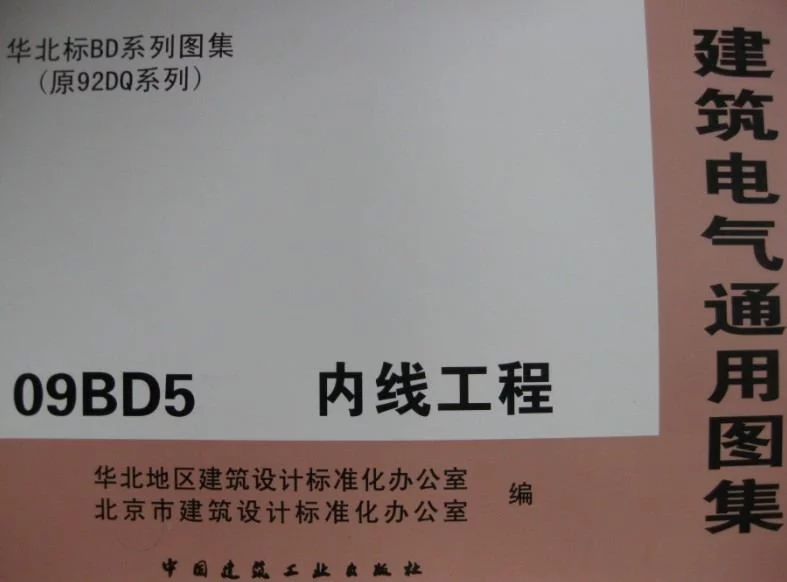 华北标BD系列图集
(原92DQ系列)
建筑电气通用图集
09BD5 内线工程
华北地区建筑设计标准化办公室
北京市建筑设计标准化办公室
编
中国建筑工业出版社